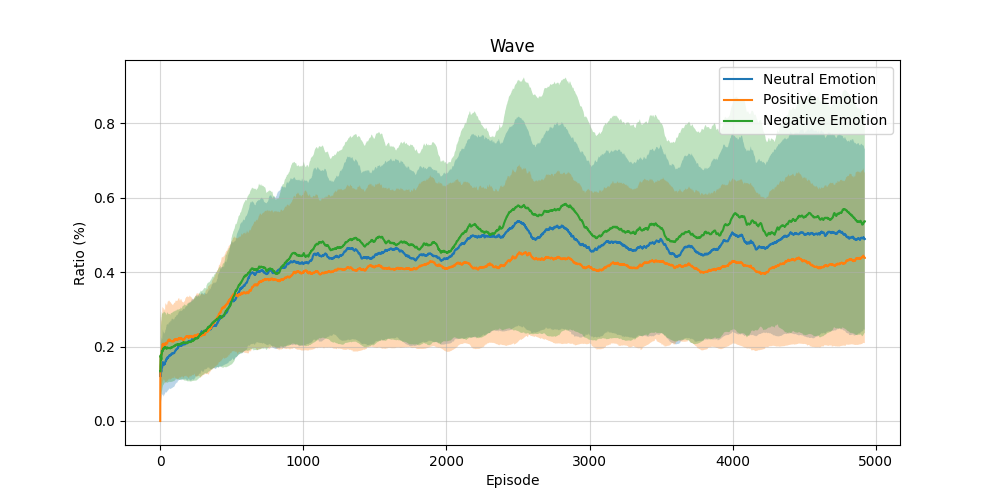 Wave
Neutral Emotion
Positive Emotion
Negative Emotion
Ratio (%)
0.8
0.6
0.4
0.2
0.0
0 1000 2000 3000 4000 5000
Episode